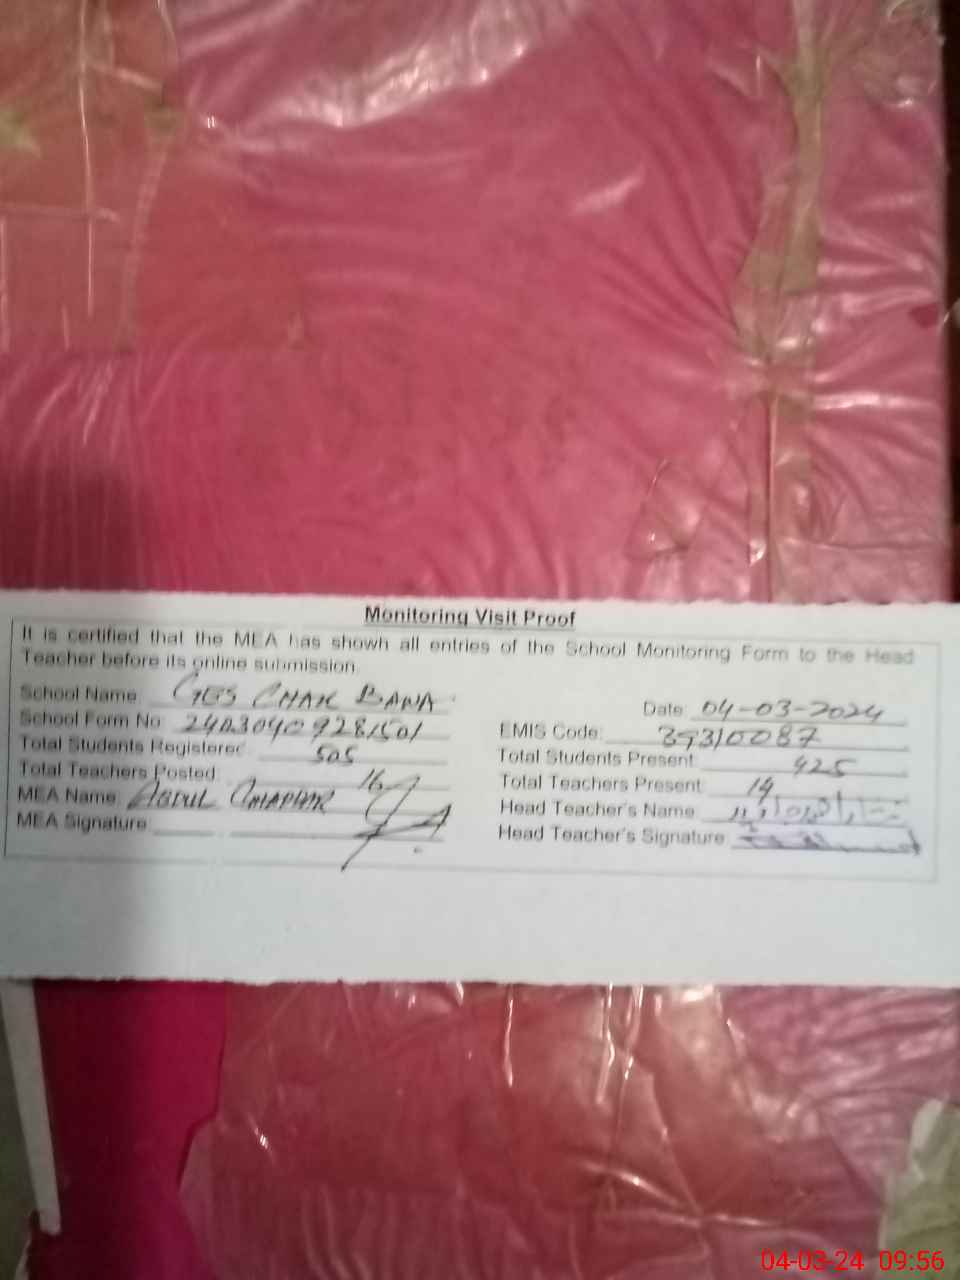 Monitoring Visit Proof
It is certified that the MEA has shown all entries of the School Monitoring Form to the Head
Teacher before its online submission.
School Name: GES CHAK BAWA
Date: 04-03-2024
School Form No: 24030409281501
EMIS Code: 39310087
Total Students Registered: 505
Total Students Present: 425
Total Teachers Posted: 16
Total Teachers Present: 14
MEA Name: ABDUL GHAPHAR
Head Teacher's Name:
MEA Signature:
Head Teacher's Signature:
04-03-24 09:56